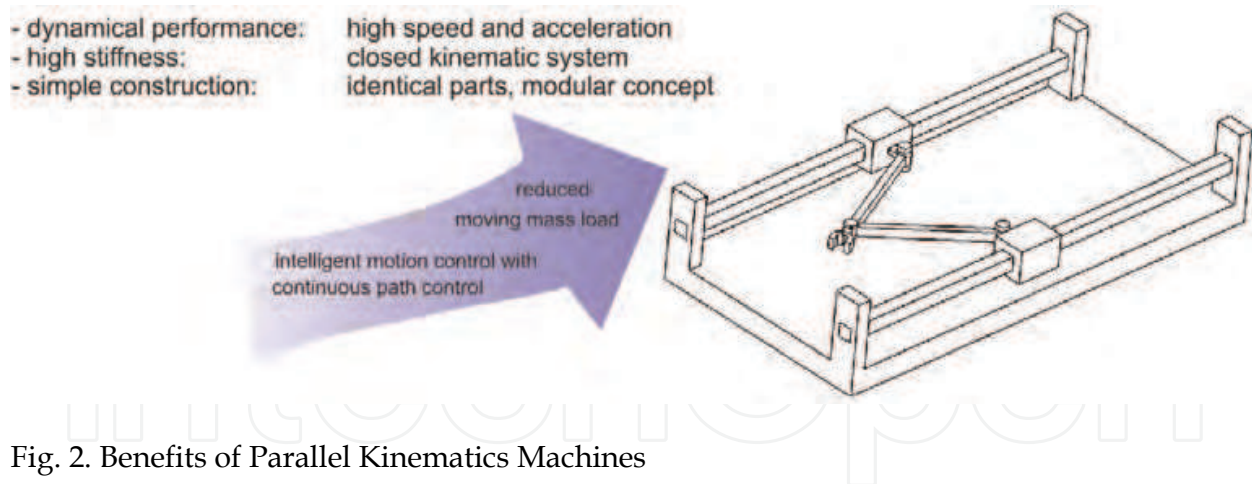 - dynamical performance: high speed and acceleration
- high stiffness: closed kinematic system
- simple construction: identical parts, modular concept
reduced
moving mass load
intelligent motion control with
continuous path control
intechopen
Fig. 2. Benefits of Parallel Kinematics Machines